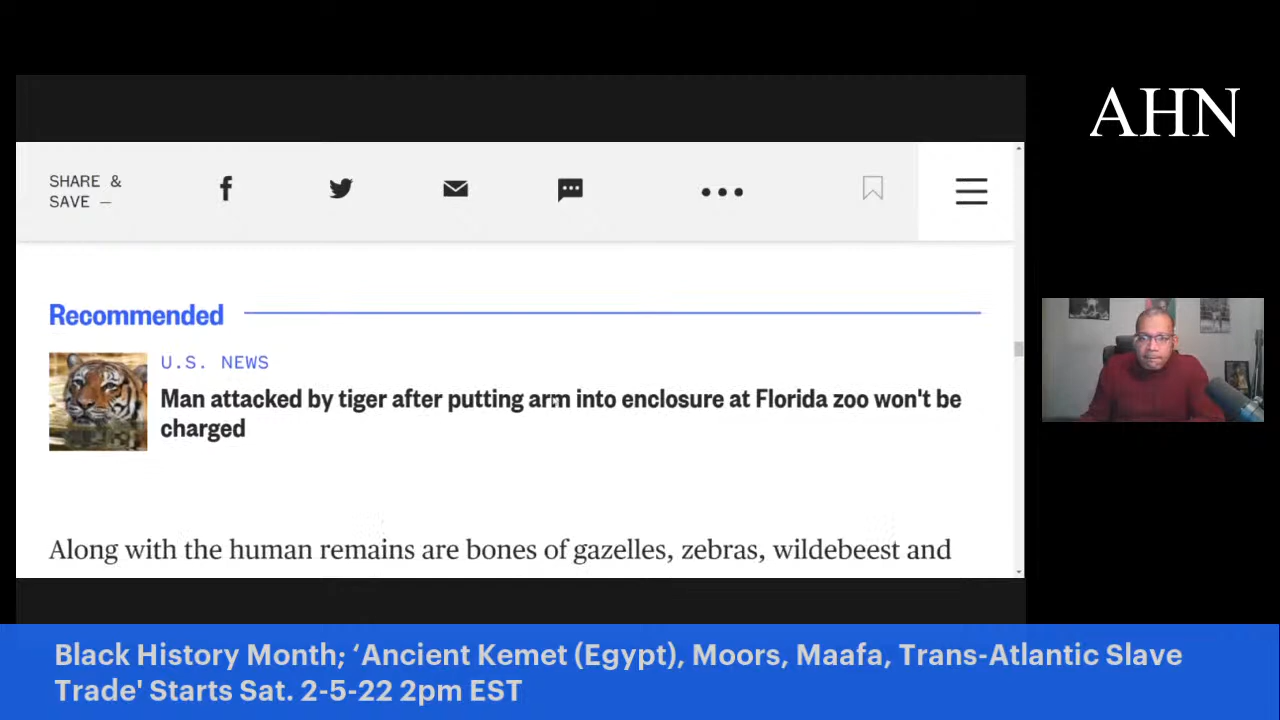 AHN
SHARE &
SAVE —
Recommended
U.S. NEWS
Man attacked by tiger after putting arm into enclosure at Florida zoo won't be
charged
Along with the human remains are bones of gazelles, zebras, wildebeest and
Black History Month; ‘Ancient Kemet (Egypt), Moors, Maafa, Trans-Atlantic Slave
Trade' Starts Sat. 2-5-22 2pm EST